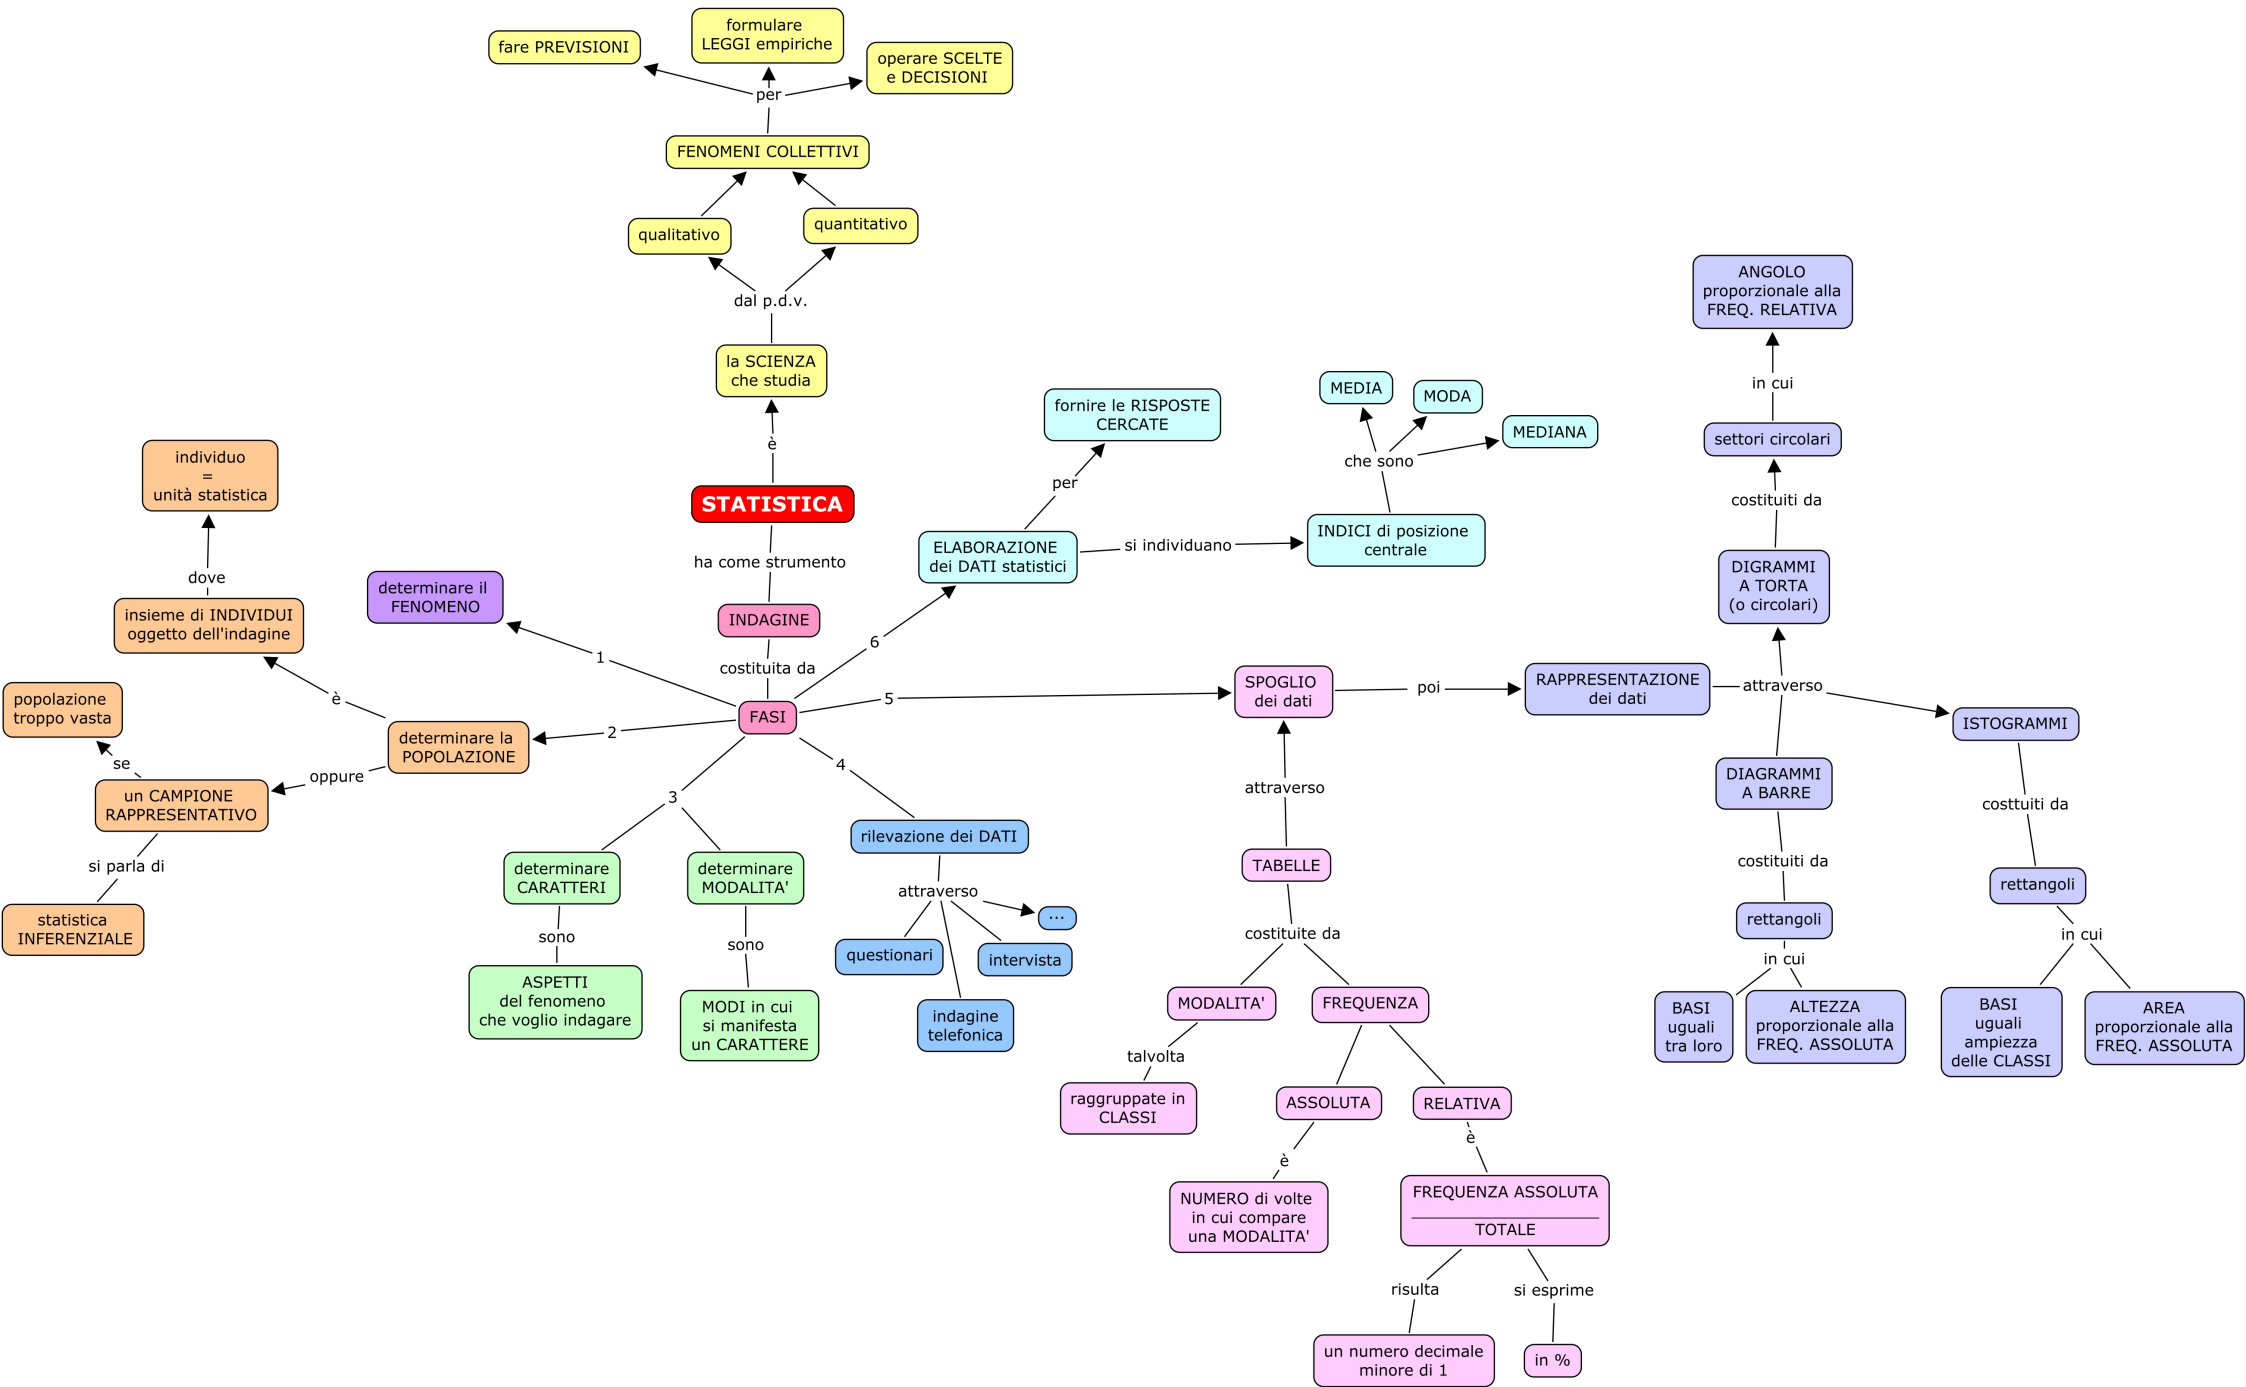 fare PREVISIONI
formulare
LEGGI empiriche
operare SCELTE
e DECISIONI
per
FENOMENI COLLETTIVI
qualitativo
quantitativo
dal p.d.v.
la SCIENZA
che studia
è
STATISTICA
ha come strumento
INDAGINE
costituita da
FASI
1
determinare il
FENOMENO
2
determinare la
POPOLAZIONE
è
insieme di INDIVIDUI
oggetto dell'indagine
dove
individuo
=
unità statistica
oppure
un CAMPIONE
RAPPRESENTATIVO
se
popolazione
troppo vasta
si parla di
statistica
INFERENZIALE
3
determinare
CARATTERI
sono
ASPETTI
del fenomeno
che voglio indagare
determinare
MODALITA'
sono
MODI in cui
si manifesta
un CARATTERE
4
rilevazione dei DATI
attraverso
questionari
indagine
telefonica
intervista
...
5
SPOGLIO
dei dati
attraverso
TABELLE
costituite da
MODALITA'
talvolta
raggruppate in
CLASSI
FREQUENZA
ASSOLUTA
è
NUMERO di volte
in cui compare
una MODALITA'
RELATIVA
è
FREQUENZA ASSOLUTA
TOTALE
risulta
un numero decimale
minore di 1
si esprime
in %
poi
RAPPRESENTAZIONE
dei dati
attraverso
DIGRAMMI
A TORTA
(o circolari)
costituiti da
settori circolari
in cui
ANGOLO
proporzionale alla
FREQ. RELATIVA
DIAGRAMMI
A BARRE
costituiti da
rettangoli
in cui
BASI
uguali
tra loro
ALTEZZA
proporzionale alla
FREQ. ASSOLUTA
ISTOGRAMMI
costtuiti da
rettangoli
in cui
BASI
uguali
ampiezza
delle CLASSI
AREA
proporzionale alla
FREQ. ASSOLUTA
6
ELABORAZIONE
dei DATI statistici
per
fornire le RISPOSTE
CERCATE
si individuano
INDICI di posizione
centrale
che sono
MEDIA
MODA
MEDIANA